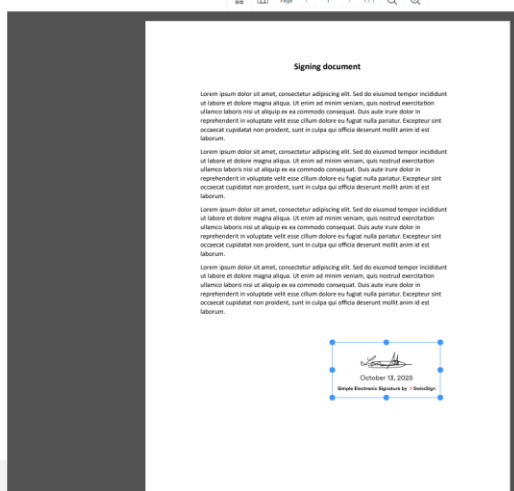 Page 1 / 1
Signing document
Lorem ipsum dolor sit amet, consectetur adipiscing elit. Sed do eiusmod tempor incididunt
ut labore et dolore magna aliqua. Ut enim ad minim veniam, quis nostrud exercitation
ullamco laboris nisi ut aliquip ex ea commodo consequat. Duis aute irure dolor in
reprehenderit in voluptate velit esse cillum dolore eu fugiat nulla pariatur. Excepteur sint
occaecat cupidatat non proident, sunt in culpa qui officia deserunt mollit anim id est
laborum.
Lorem ipsum dolor sit amet, consectetur adipiscing elit. Sed do eiusmod tempor incididunt
ut labore et dolore magna aliqua. Ut enim ad minim veniam, quis nostrud exercitation
ullamco laboris nisi ut aliquip ex ea commodo consequat. Duis aute irure dolor in
reprehenderit in voluptate velit esse cillum dolore eu fugiat nulla pariatur. Excepteur sint
occaecat cupidatat non proident, sunt in culpa qui officia deserunt mollit anim id est
laborum.
Lorem ipsum dolor sit amet, consectetur adipiscing elit. Sed do eiusmod tempor incididunt
ut labore et dolore magna aliqua. Ut enim ad minim veniam, quis nostrud exercitation
ullamco laboris nisi ut aliquip ex ea commodo consequat. Duis aute irure dolor in
reprehenderit in voluptate velit esse cillum dolore eu fugiat nulla pariatur. Excepteur sint
occaecat cupidatat non proident, sunt in culpa qui officia deserunt mollit anim id est
laborum.
Lorem ipsum dolor sit amet, consectetur adipiscing elit. Sed do eiusmod tempor incididunt
ut labore et dolore magna aliqua. Ut enim ad minim veniam, quis nostrud exercitation
ullamco laboris nisi ut aliquip ex ea commodo consequat. Duis aute irure dolor in
reprehenderit in voluptate velit esse cillum dolore eu fugiat nulla pariatur. Excepteur sint
occaecat cupidatat non proident, sunt in culpa qui officia deserunt mollit anim id est
laborum.
October 13, 2025
Simple Electronic Signature by SwissSign